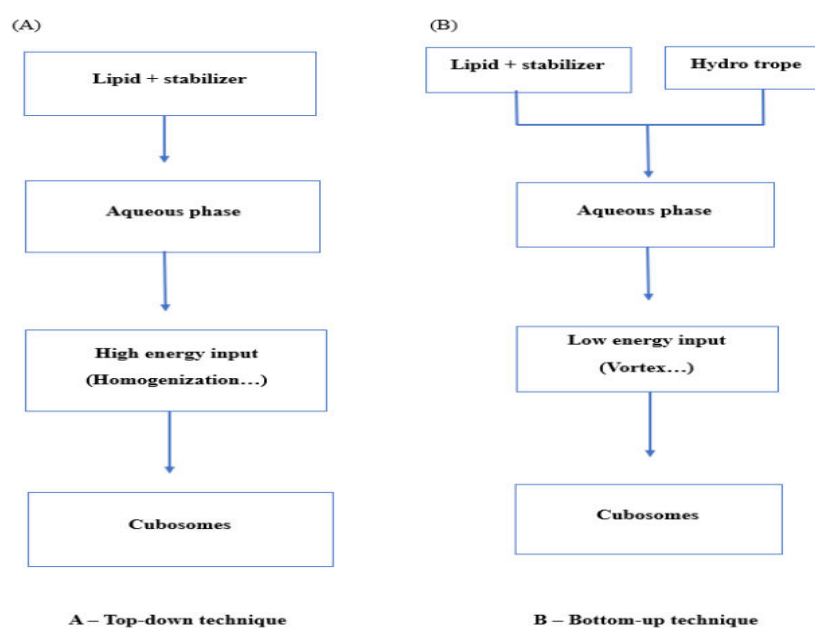 (A)
Lipid + stabilizer
Aqueous phase
High energy input
(Homogenization…)
Cubosomes
A – Top-down technique
(B)
Lipid + stabilizer
Hydro trope
Aqueous phase
Low energy input
(Vortex…)
Cubosomes
B – Bottom-up technique